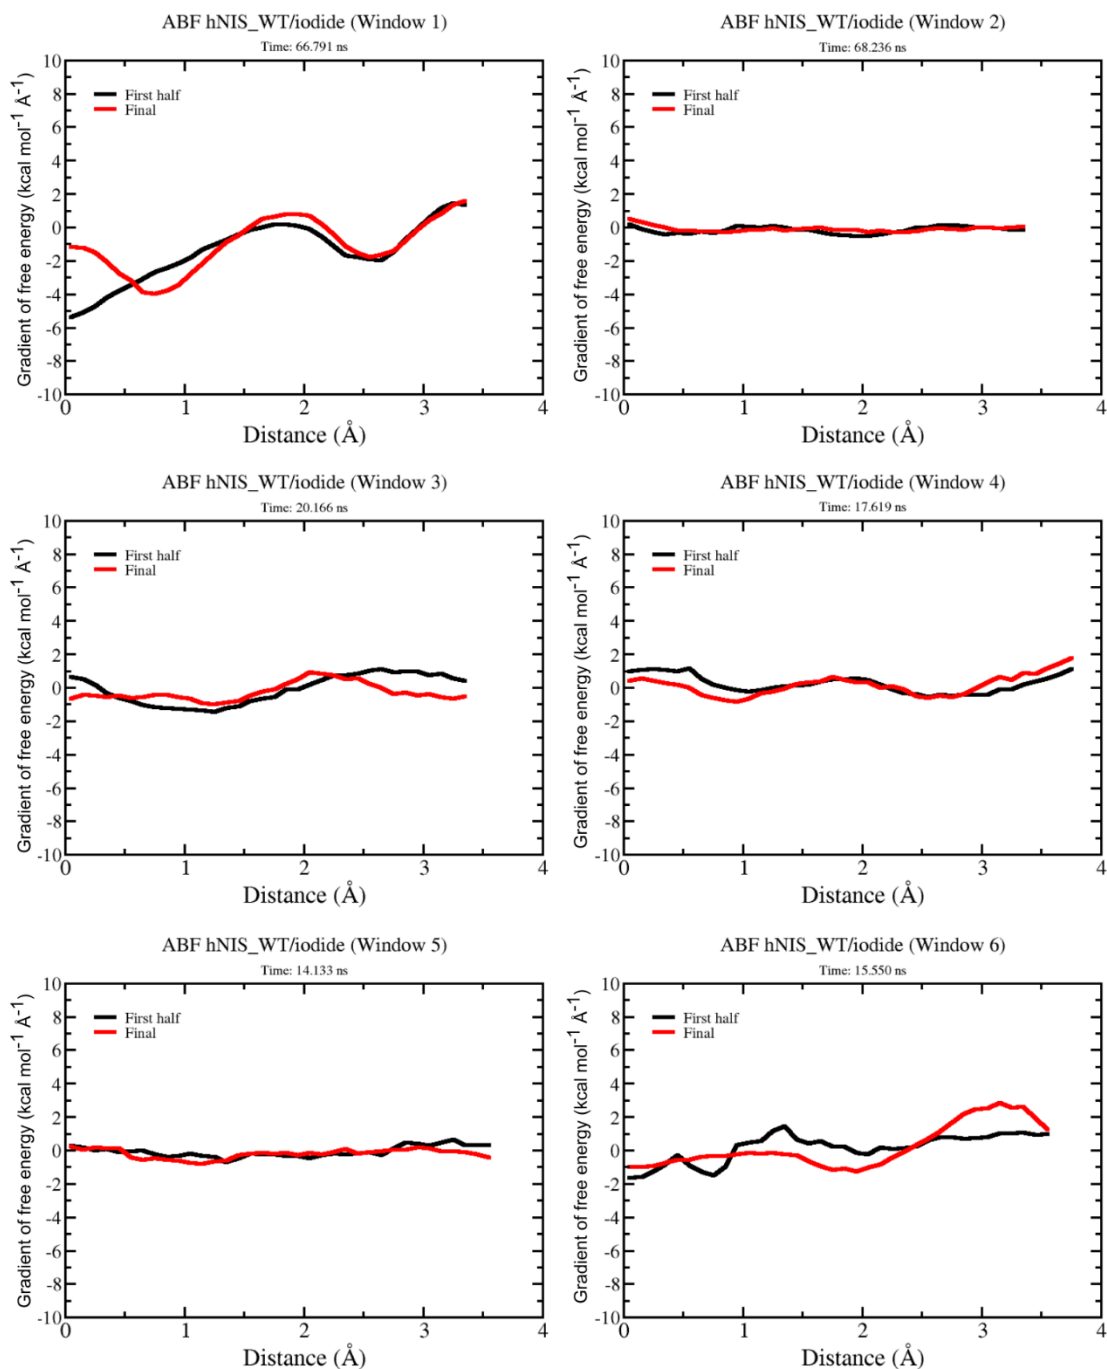 ABF hNIS_WT/iodide (Window 1)
Time: 66.791 ns
Gradient of free energy (kcal mol⁻¹ Å⁻¹)
10
8
6
4
2
0
-2
-4
-6
-8
-10
First half
Final
0 1 2 3 4
Distance (Å)
ABF hNIS_WT/iodide (Window 2)
Time: 68.236 ns
Gradient of free energy (kcal mol⁻¹ Å⁻¹)
10
8
6
4
2
0
-2
-4
-6
-8
-10
First half
Final
0 1 2 3 4
Distance (Å)
ABF hNIS_WT/iodide (Window 3)
Time: 20.166 ns
Gradient of free energy (kcal mol⁻¹ Å⁻¹)
10
8
6
4
2
0
-2
-4
-6
-8
-10
First half
Final
0 1 2 3 4
Distance (Å)
ABF hNIS_WT/iodide (Window 4)
Time: 17.619 ns
Gradient of free energy (kcal mol⁻¹ Å⁻¹)
10
8
6
4
2
0
-2
-4
-6
-8
-10
First half
Final
0 1 2 3 4
Distance (Å)
ABF hNIS_WT/iodide (Window 5)
Time: 14.133 ns
Gradient of free energy (kcal mol⁻¹ Å⁻¹)
10
8
6
4
2
0
-2
-4
-6
-8
-10
First half
Final
0 1 2 3 4
Distance (Å)
ABF hNIS_WT/iodide (Window 6)
Time: 15.550 ns
Gradient of free energy (kcal mol⁻¹ Å⁻¹)
10
8
6
4
2
0
-2
-4
-6
-8
-10
First half
Final
0 1 2 3 4
Distance (Å)